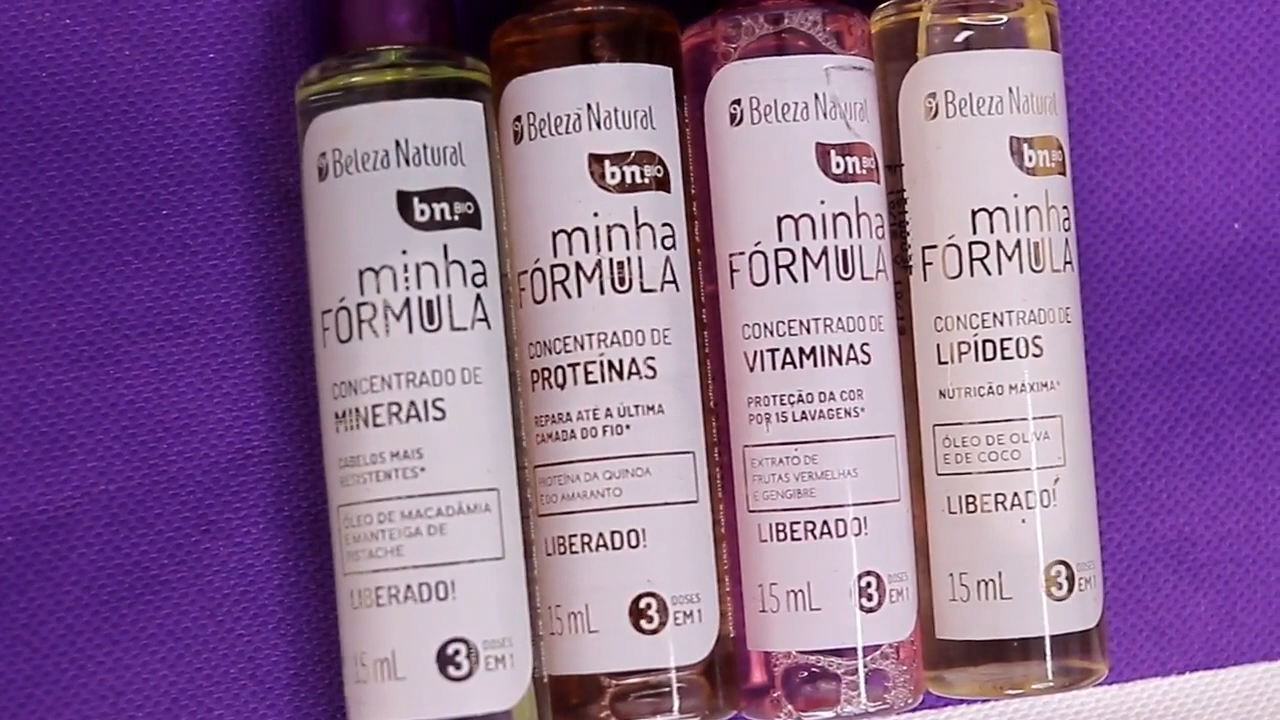 Beleza Natural
bn.BIO
minha
FÓRMULA
CONCENTRADO DE
MINERAIS
CABELOS MAIS
RESISTENTES*
ÓLEO DE MACADÂMIA
E MANTEIGA DE
PISTACHE
LIBERADO!
15 mL
3 DOSES
EM 1
Beleza Natural
bn.BIO
minha
FÓRMULA
CONCENTRADO DE
PROTEÍNAS
REPARA ATÉ A ÚLTIMA
CAMADA DO FIO*
PROTEÍNA DA QUINOA
E DO AMARANTO
LIBERADO!
15 mL
3 DOSES
EM 1
Beleza Natural
bn.BIO
minha
FÓRMULA
CONCENTRADO DE
VITAMINAS
PROTEÇÃO DA COR
POR 15 LAVAGENS*
EXTRATO DE
FRUTAS VERMELHAS
E GENGIBRE
LIBERADO!
15 mL
3 DOSES
EM 1
Beleza Natural
bn.BIO
minha
FÓRMULA
CONCENTRADO DE
LIPÍDEOS
NUTRIÇÃO MÁXIMA*
ÓLEO DE OLIVA
E DE COCO
LIBERADO!
15 mL
3 DOSES
EM 1